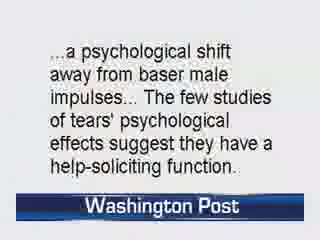 ...a psychological shift
away from baser male
impulses... The few studies
of tears' psychological
effects suggest they have a
help-soliciting function.
Washington Post